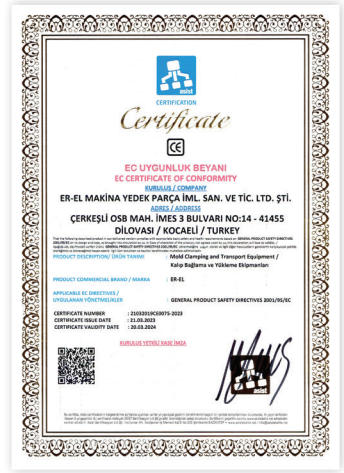 asist
CERTIFICATION
Certificate
CE
EC UYGUNLUK BEYANI
EC CERTIFICATE OF CONFORMITY
KURULUŞ / COMPANY
ER-EL MAKİNA YEDEK PARÇA İML. SAN. VE TİC. LTD. ŞTİ.
ADRES / ADDRESS
ÇERKEŞLİ OSB MAH. İMES 3 BULVARI NO:14 - 41455
DİLOVASI / KOCAELİ / TURKEY
PRODUCT DESCRIPTION/ ÜRÜN TANIMI
Mold Clamping and Transport Equipment /
Kalıp Bağlama ve Yükleme Ekipmanları
PRODUCT COMMERCIAL BRAND / MARKA : ER-EL
APPLICABLE EC DIRECTIVES /
UYGULANAN YÖNETMELİKLER GENERAL PRODUCT SAFETY DIRECTIVES 2001/95/EC
CERTIFICATE NUMBER : 21032019CE0075-2023
CERTIFICATE ISSUE DATE : 21.03.2023
CERTIFICATE VALIDITY DATE : 20.03.2024
KURULUŞ YETKİLİ KAŞE İMZA
asist